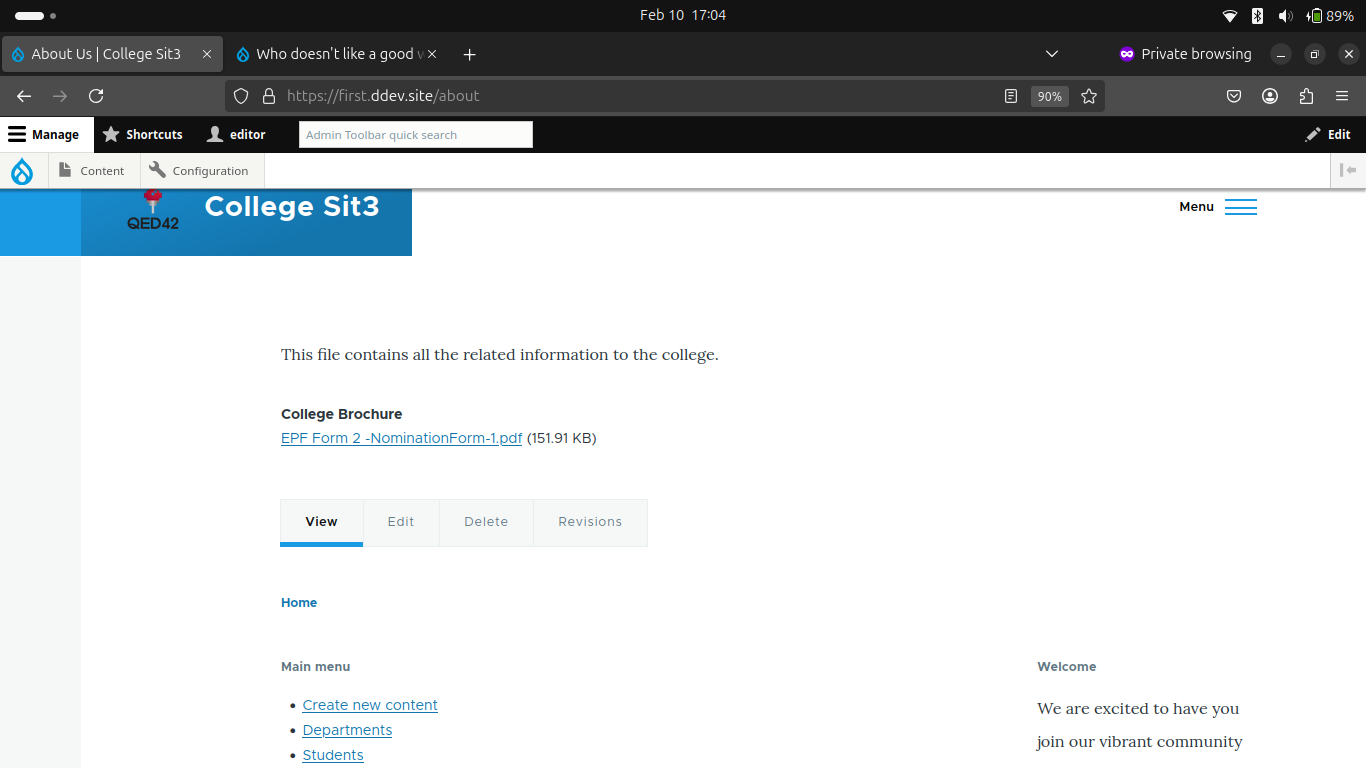 Feb 10 17:04
89%
About Us | College Sit3
Who doesn't like a good
Private browsing
https://first.ddev.site/about
90%
Manage
Shortcuts
editor
Admin Toolbar quick search
Edit
Content
Configuration
QED42
College Sit3
Menu
This file contains all the related information to the college.
College Brochure
EPF Form 2 -NominationForm-1.pdf (151.91 KB)
View
Edit
Delete
Revisions
Home
Main menu
Welcome
Create new content
Departments
Students
We are excited to have you
join our vibrant community